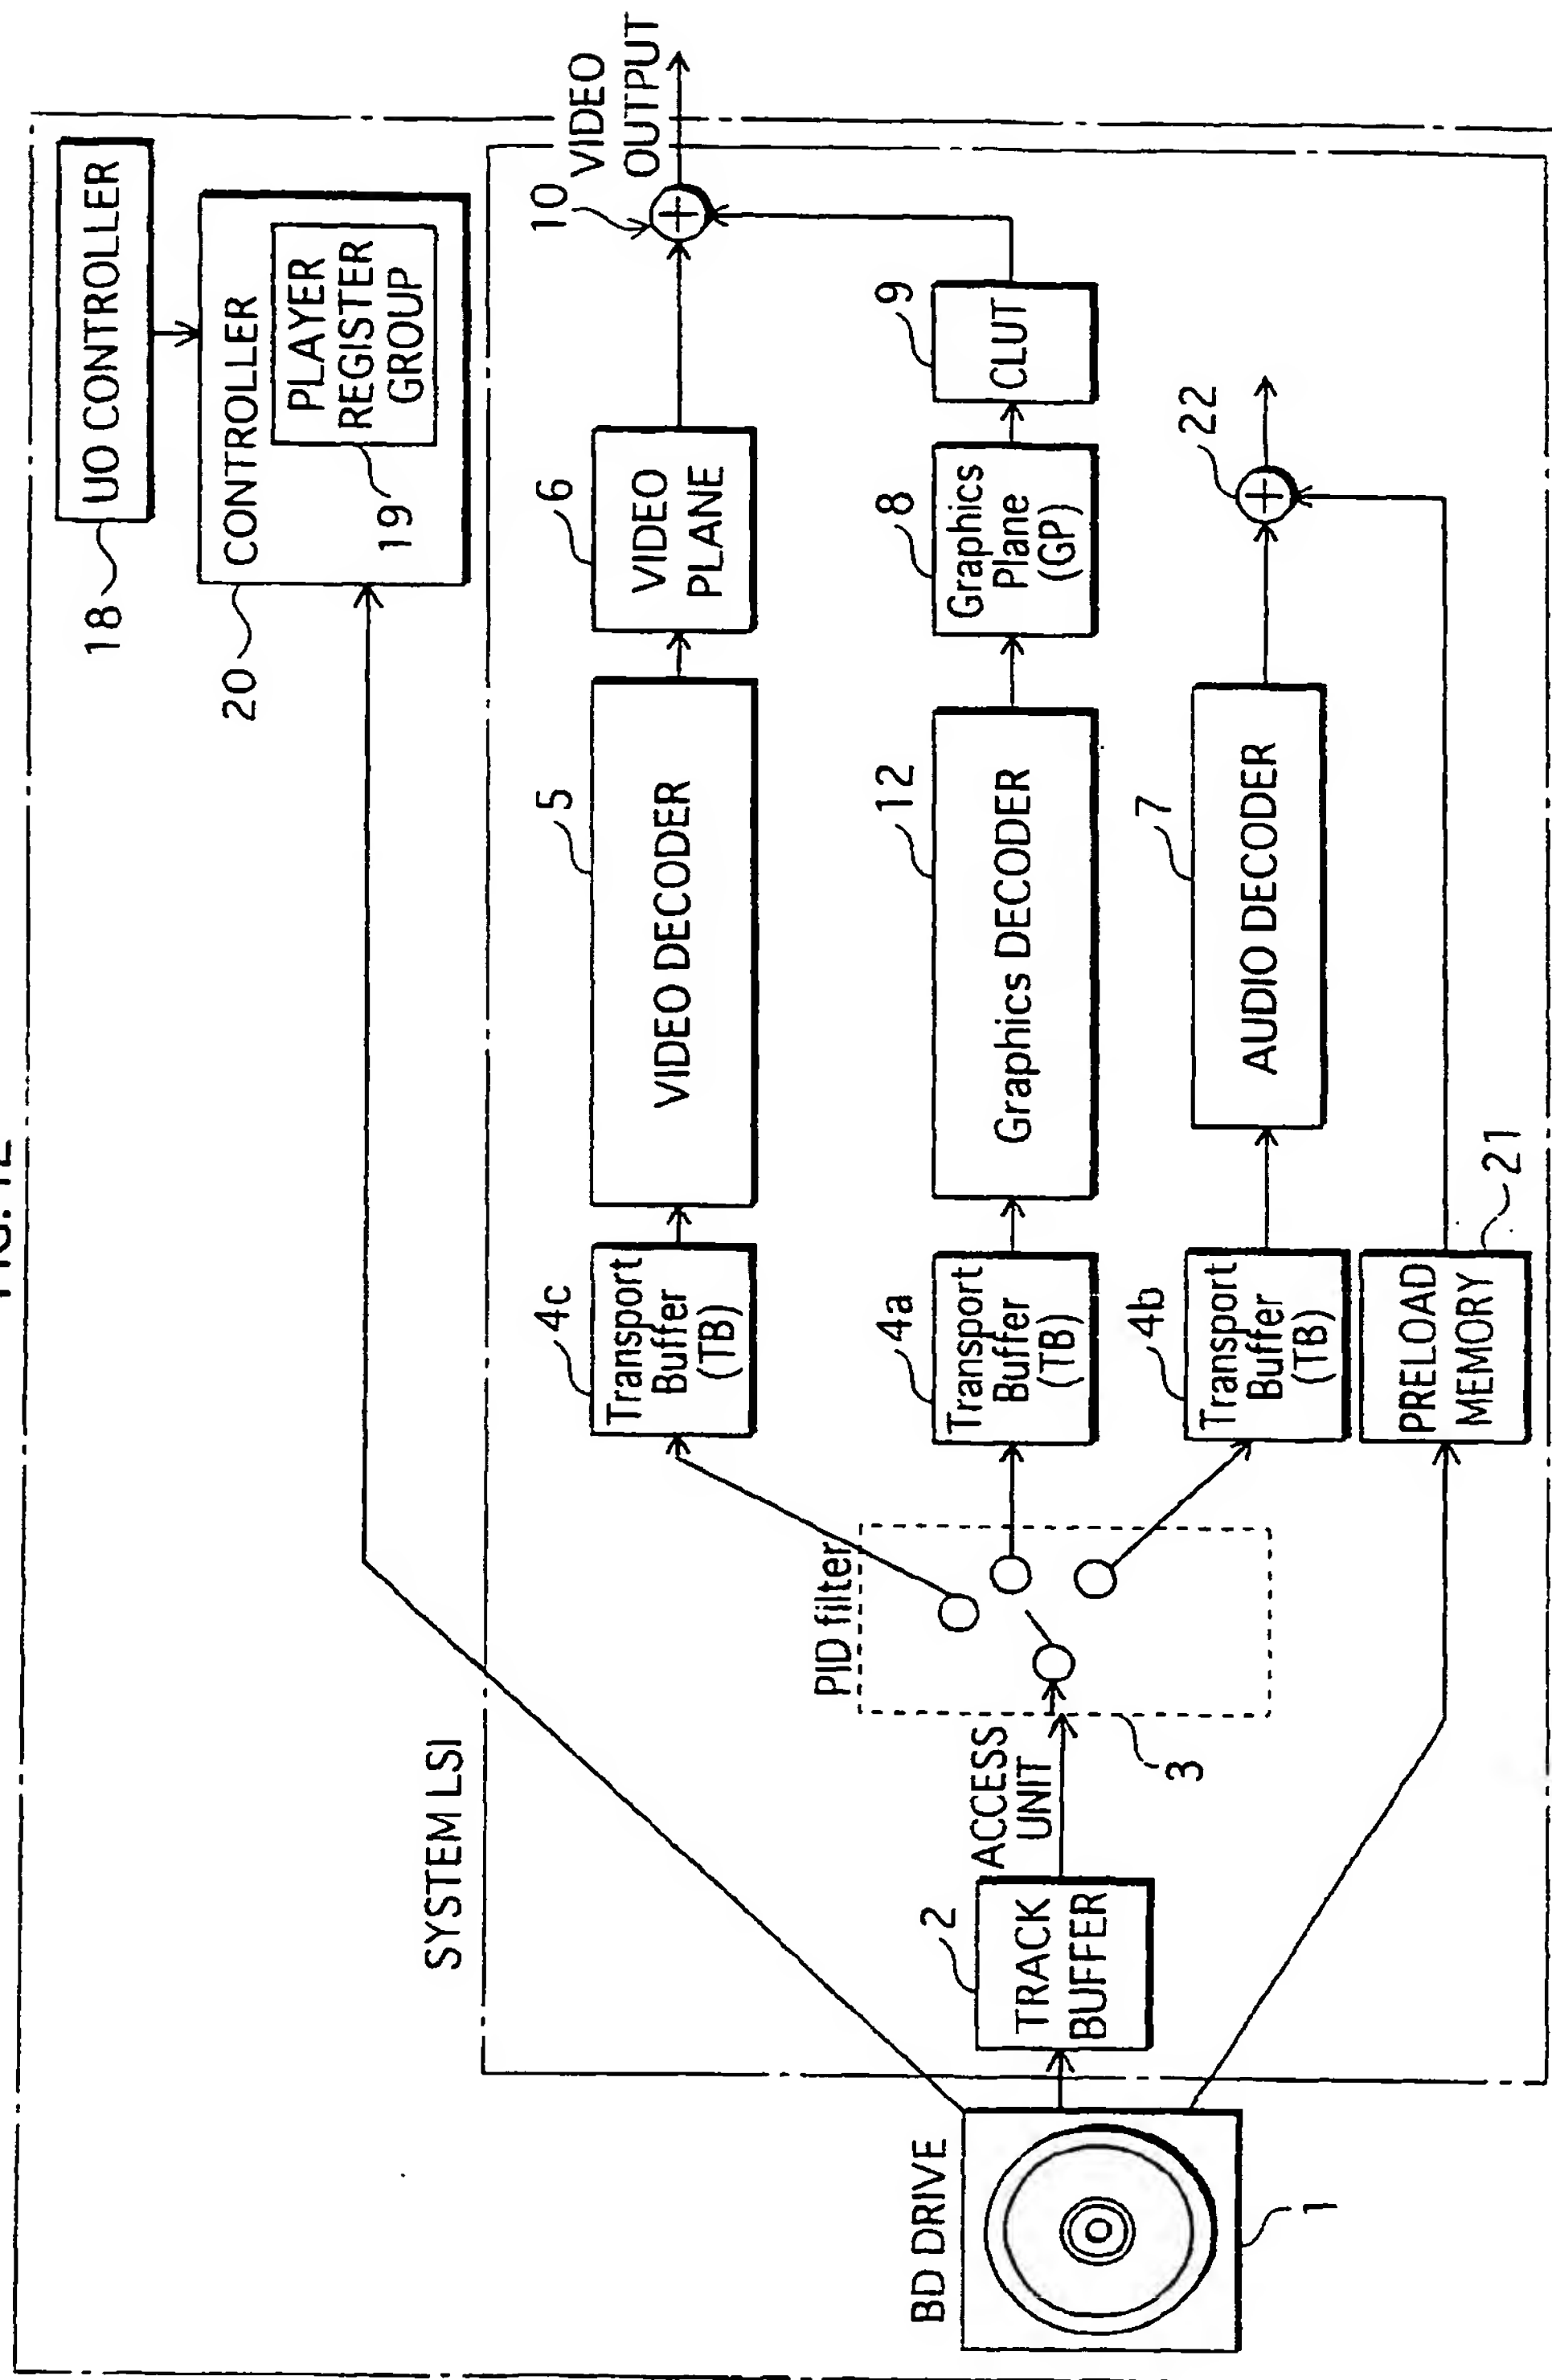 18
UO CONTROLLER
20
CONTROLLER
19
PLAYER
REGISTER
GROUP
SYSTEM LSI
VIDEO
OUTPUT
10
4c
Transport
Buffer
(TB)
5
VIDEO DECODER
6
VIDEO
PLANE
PID filter
3
ACCESS
UNIT
2
TRACK
BUFFER
BD DRIVE
1
4a
Transport
Buffer
(TB)
12
Graphics DECODER
8
Graphics
Plane
(GP)
9
CLUT
4b
Transport
Buffer
(TB)
7
AUDIO DECODER
22
PRELOAD
MEMORY
21